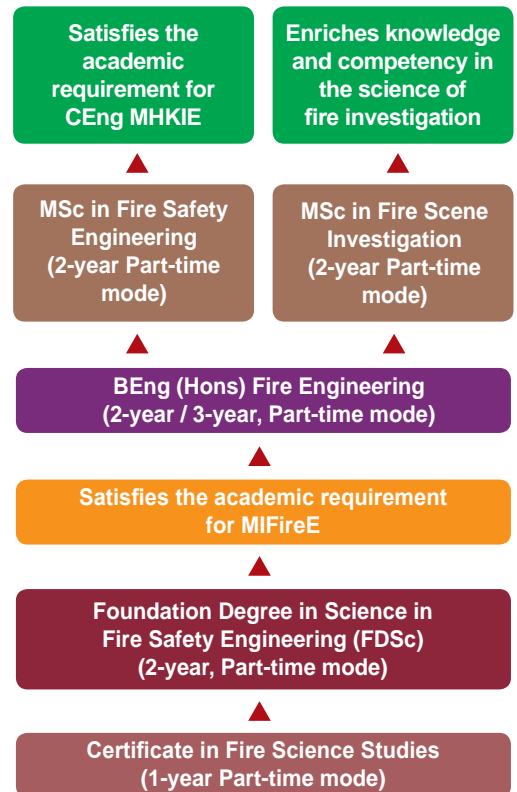 Satisfies the
academic
requirement for
CEng MHKIE
Enriches knowledge
and competency in
the science of
fire investigation
MSc in Fire Safety
Engineering
(2-year Part-time
mode)
MSc in Fire Scene
Investigation
(2-year Part-time
mode)
BEng (Hons) Fire Engineering
(2-year / 3-year, Part-time mode)
Satisfies the academic requirement
for MIFireE
Foundation Degree in Science in
Fire Safety Engineering (FDSc)
(2-year, Part-time mode)
Certificate in Fire Science Studies
(1-year Part-time mode)